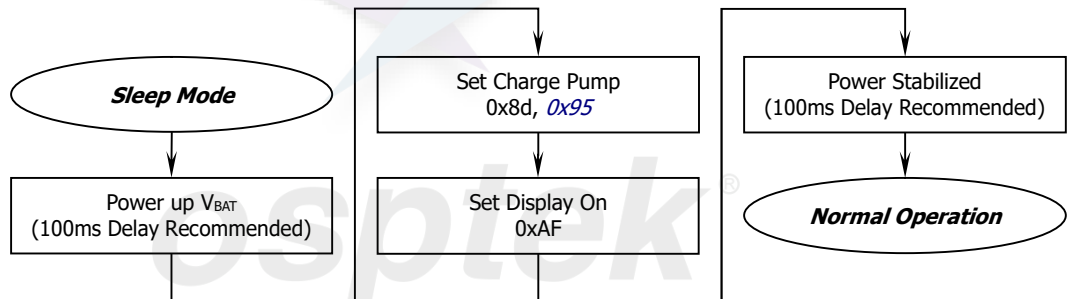 Sleep Mode
Power up VBAT
(100ms Delay Recommended)
Set Charge Pump
0x8d, 0x95
Set Display On
0xAF
Power Stabilized
(100ms Delay Recommended)
Normal Operation
osptek®